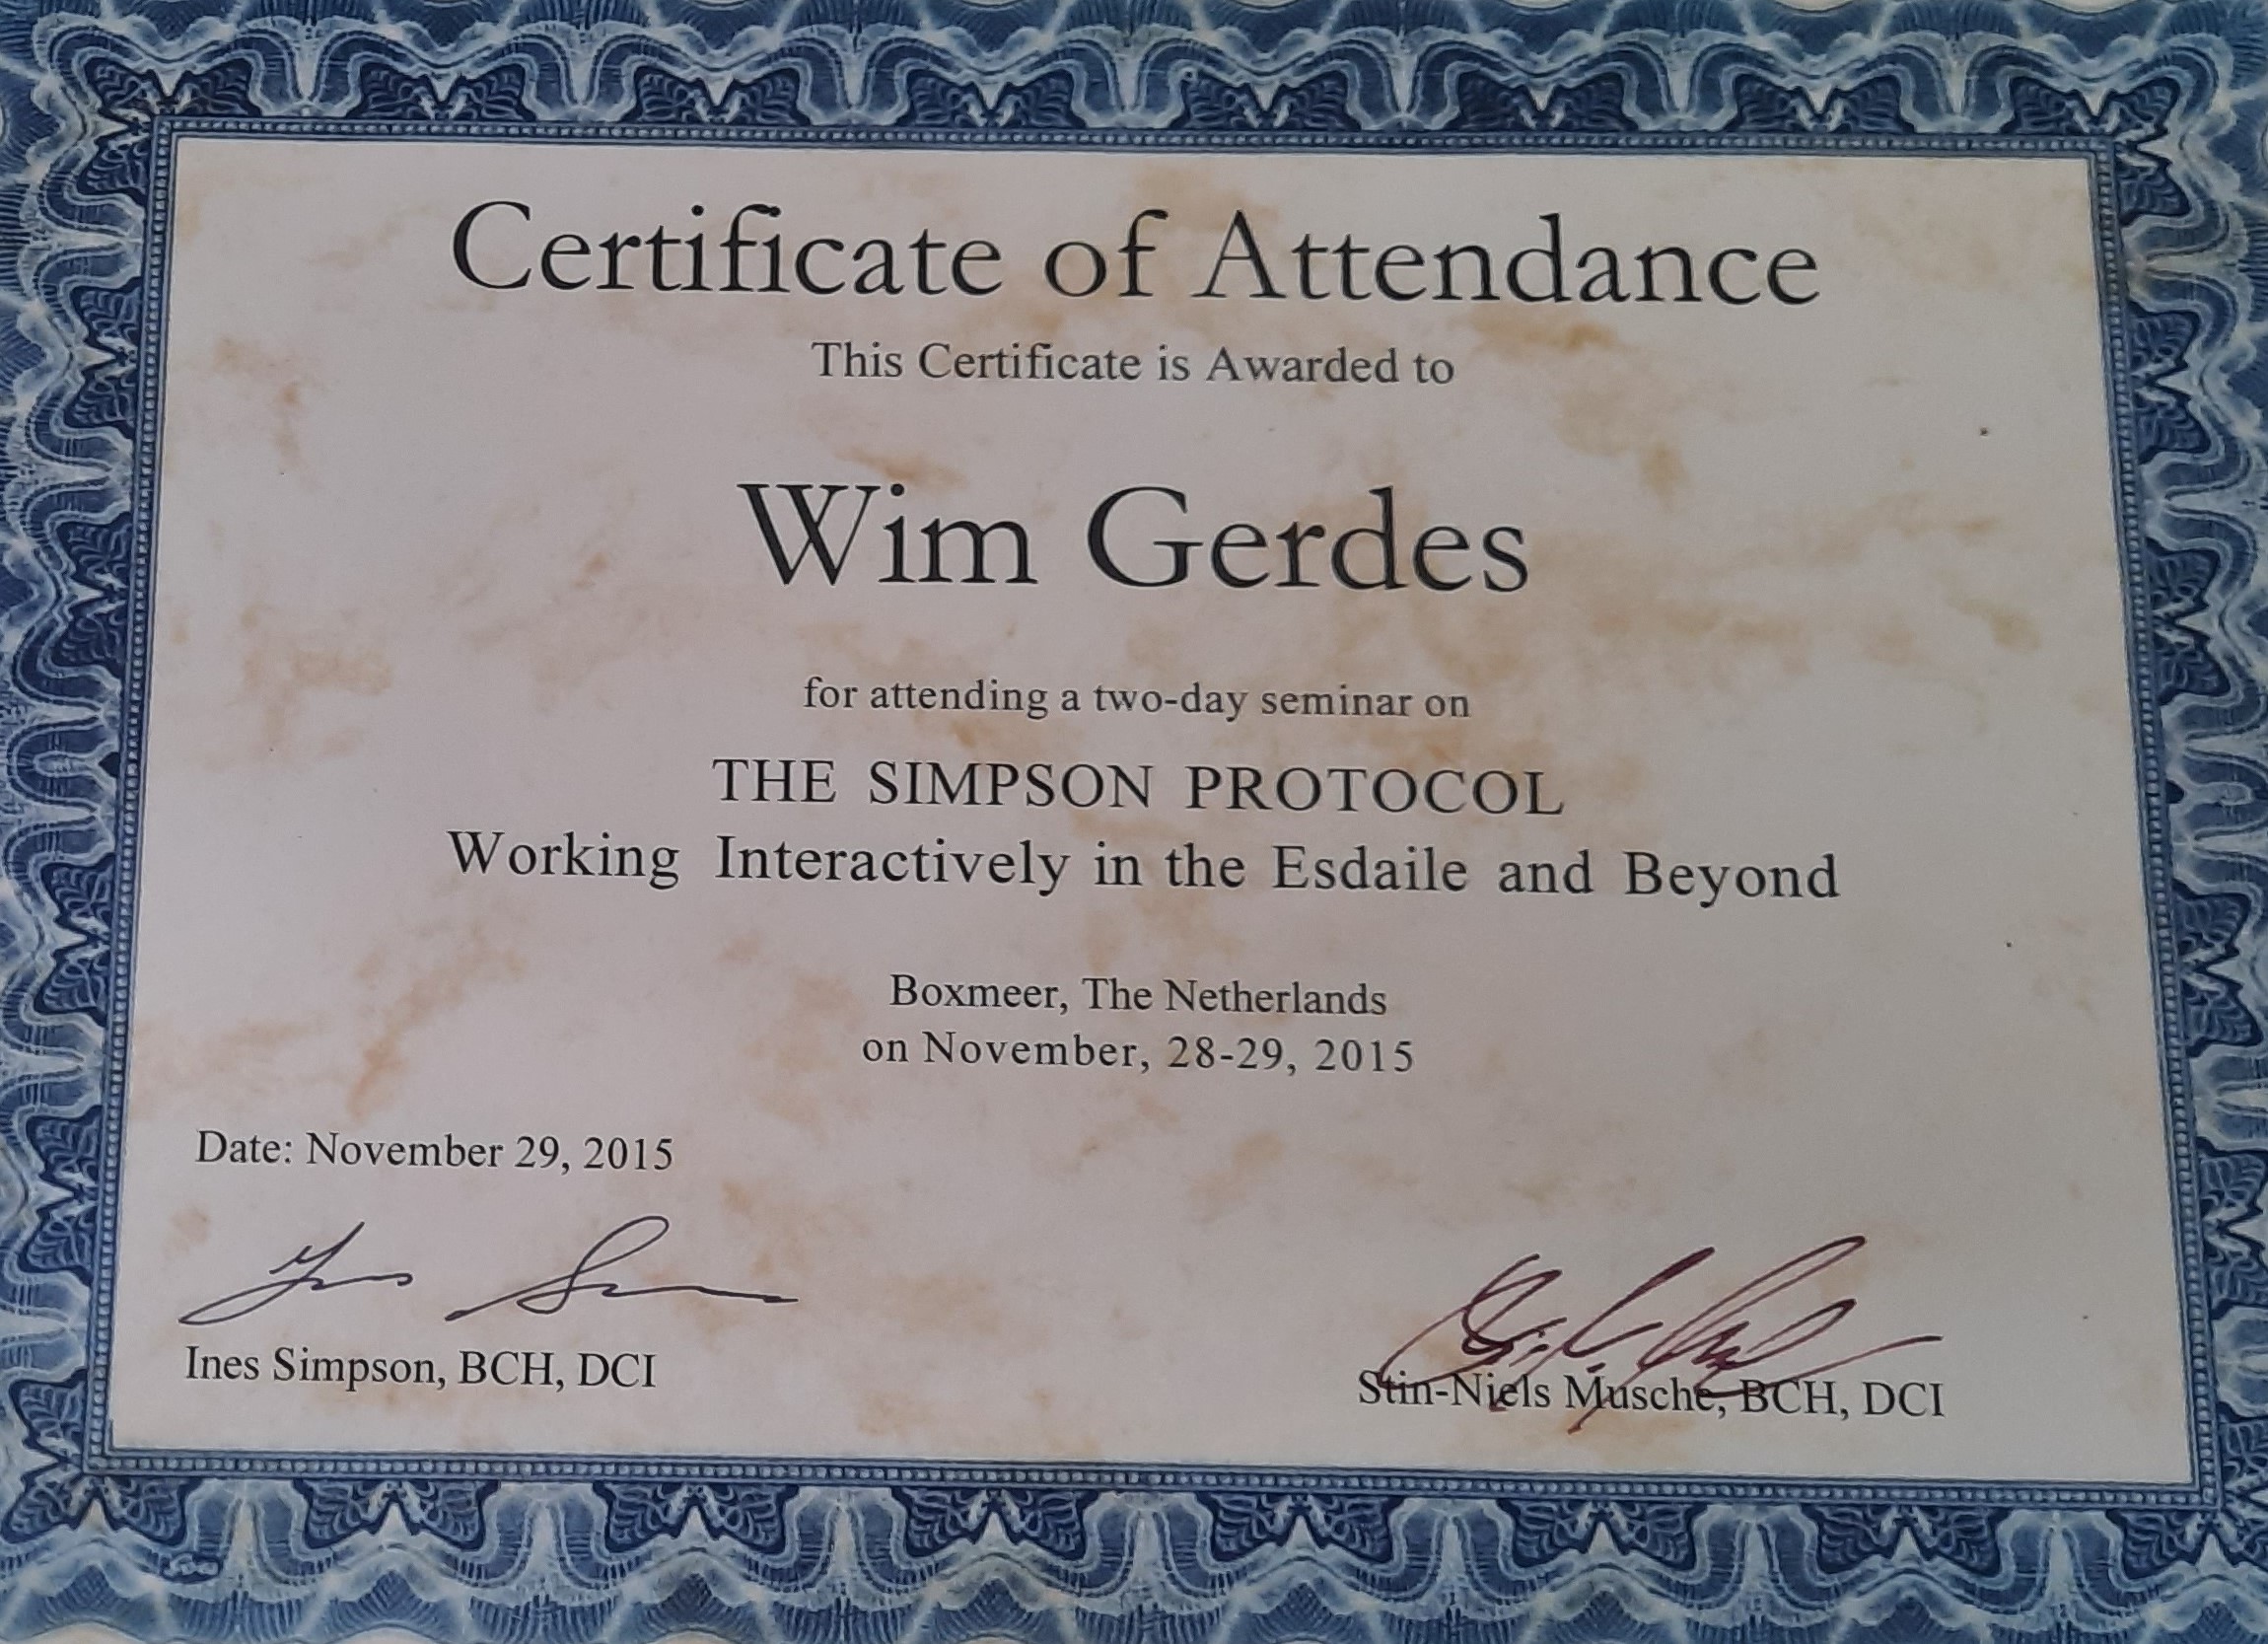 Certificate of Attendance
This Certificate is Awarded to
Wim Gerdes
for attending a two-day seminar on
THE SIMPSON PROTOCOL
Working Interactively in the Esdaile and Beyond
Boxmeer, The Netherlands
on November, 28-29, 2015
Date: November 29, 2015
Ines Simpson, BCH, DCI
Stin-Niels Musche, BCH, DCI